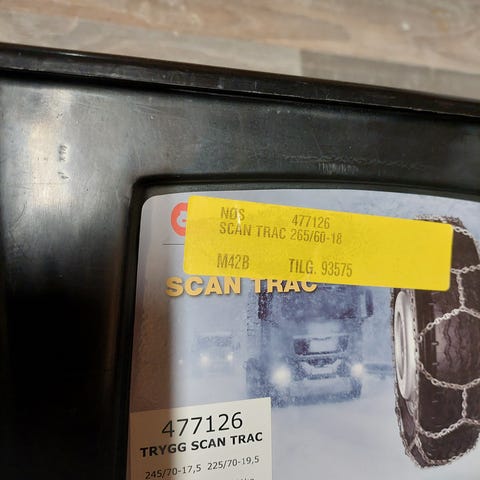 NØS 477126
SCAN TRAC 265/60-18
M42B TILG. 93575
SCAN TRAC
477126
TRYGG SCAN TRAC
245/70-17,5 225/70-19,5